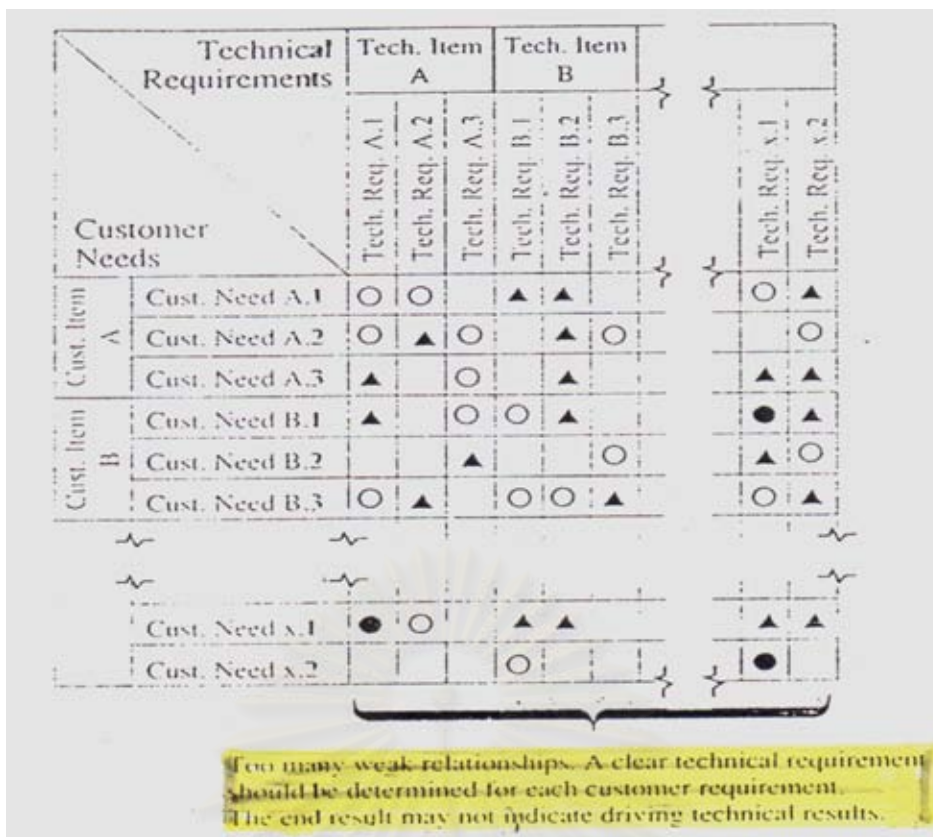 Technical Requirements
Tech. Item A
Tech. Item B
Customer Needs
Tech. Req. A.1
Tech. Req. A.2
Tech. Req. A.3
Tech. Req. B.1
Tech. Req. B.2
Tech. Req. B.3
Tech. Req. x.1
Tech. Req. x.2
Cust. Item A
Cust. Need A.1
Cust. Need A.2
Cust. Need A.3
Cust. Item B
Cust. Need B.1
Cust. Need B.2
Cust. Need B.3
Cust. Need x.1
Cust. Need x.2
Too many weak relationships. A clear technical requirement
should be determined for each customer requirement.
The end result may not indicate driving technical results.